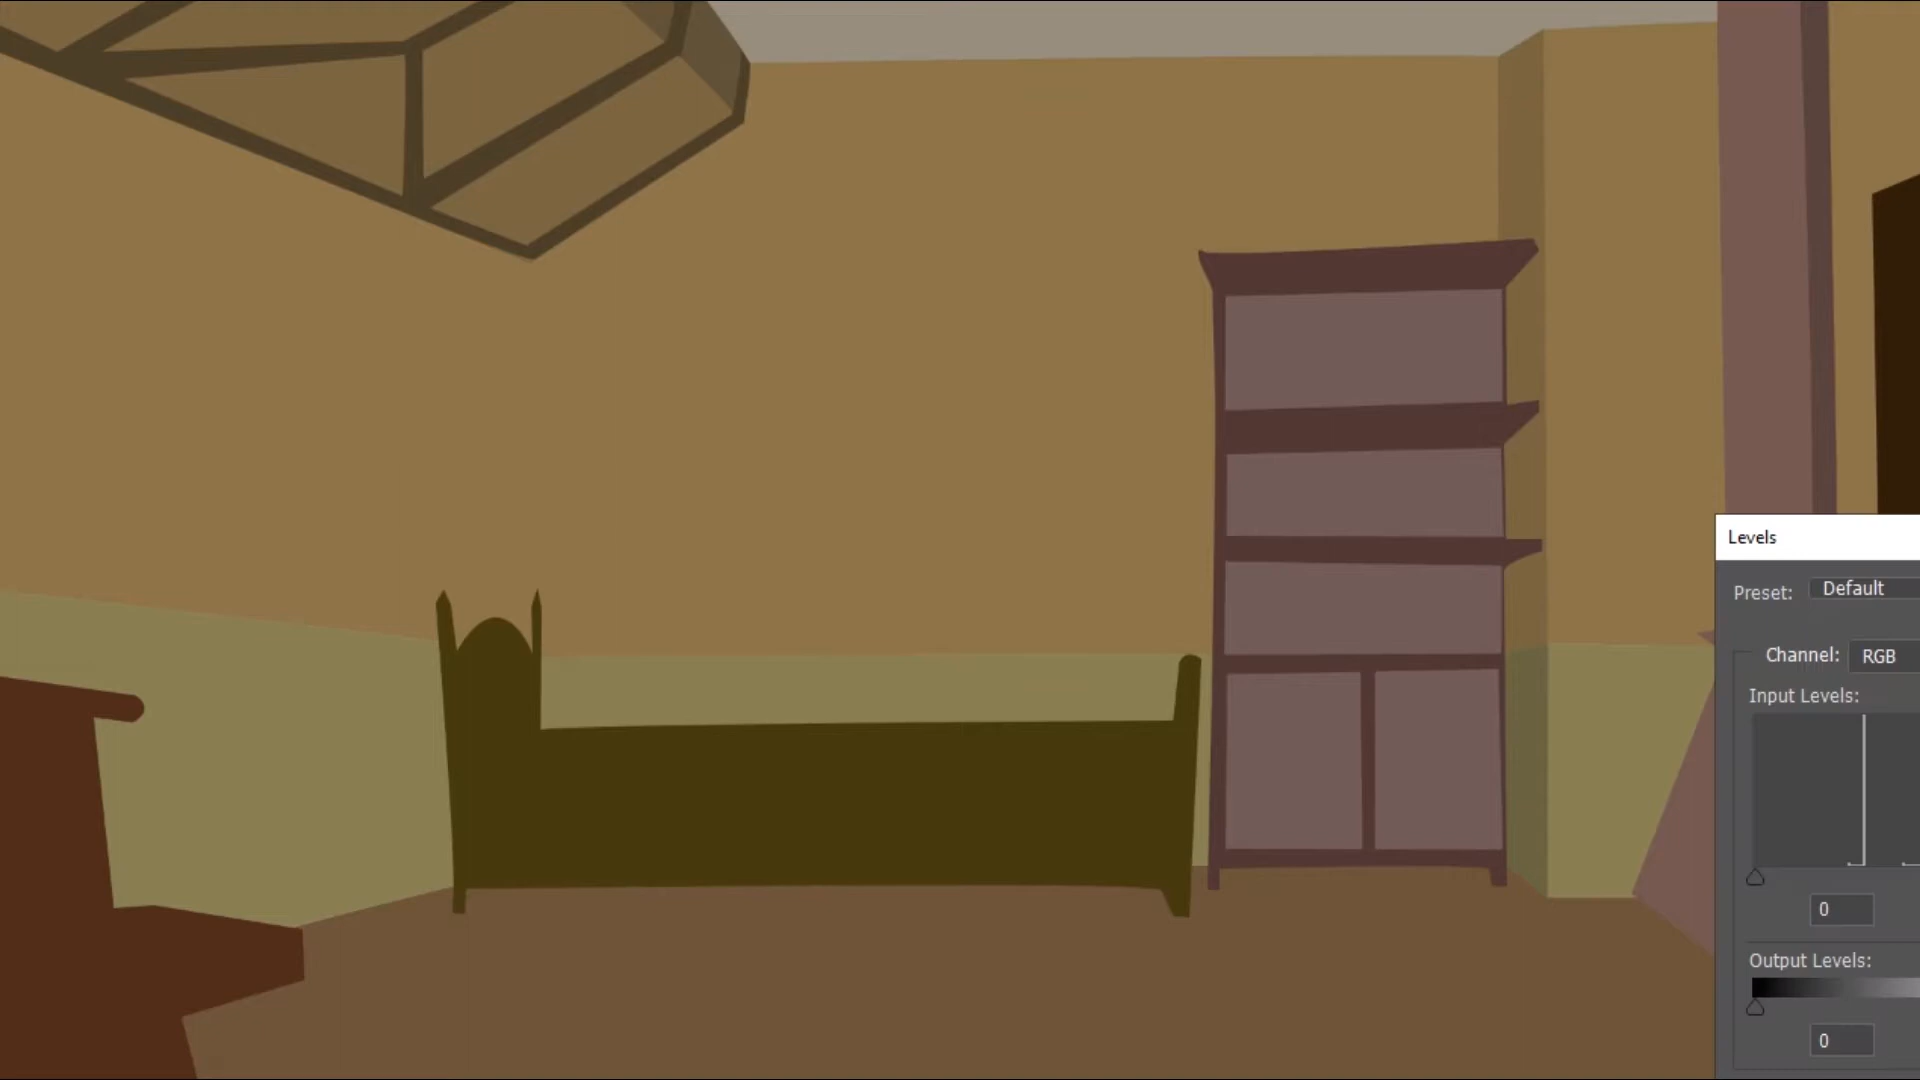 Levels
Preset: Default
Channel: RGB
Input Levels:
0
Output Levels:
0